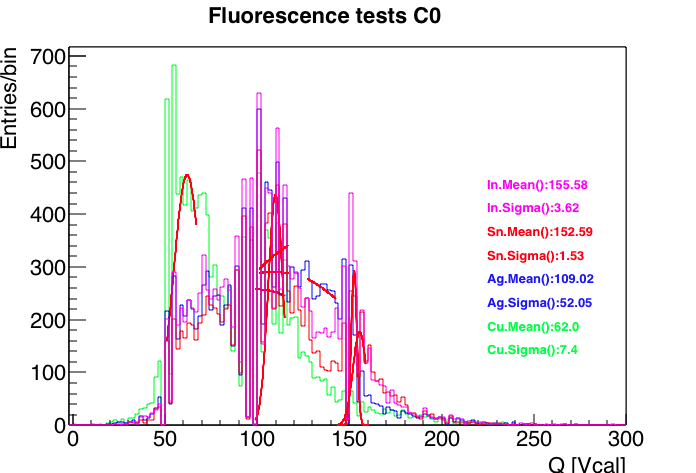 Fluorescence tests C0
Entries/bin
700
600
500
400
300
200
100
0
In.Mean():155.58
In.Sigma():3.62
Sn.Mean():152.59
Sn.Sigma():1.53
Ag.Mean():109.02
Ag.Sigma():52.05
Cu.Mean():62.0
Cu.Sigma():7.4
0 50 100 150 200 250 300
Q [Vcal]